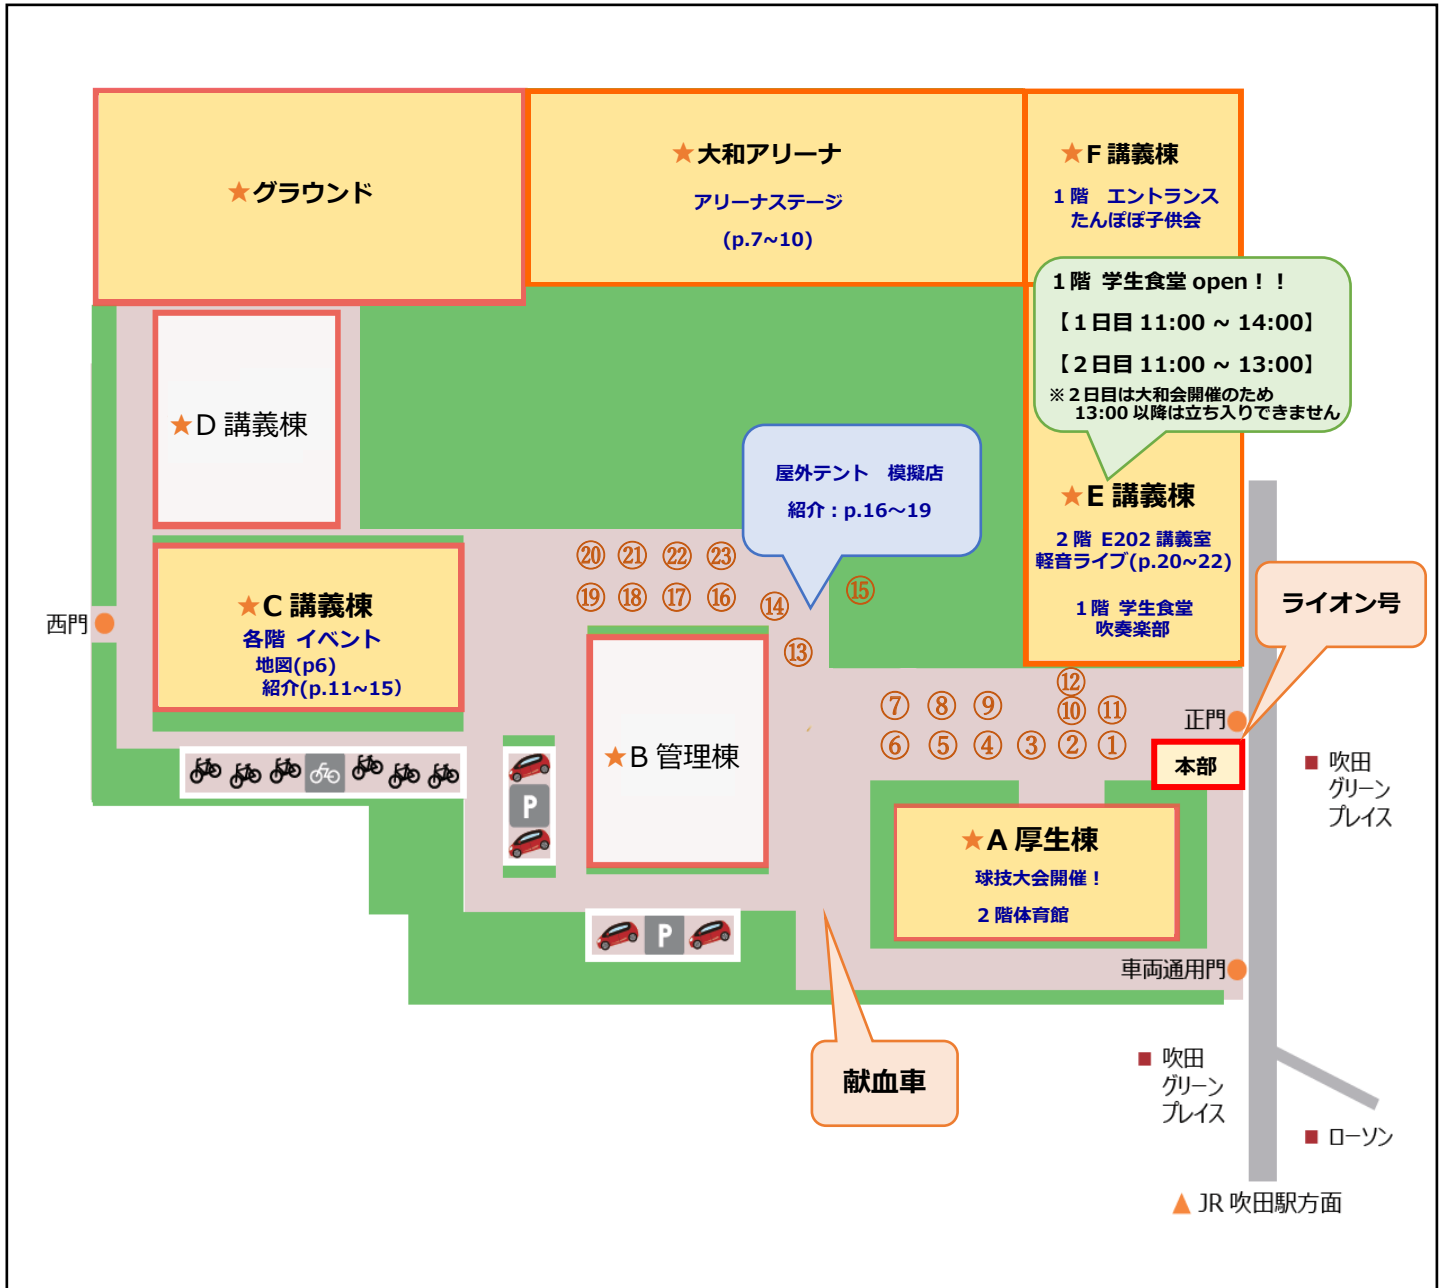 ★グラウンド
★大和アリーナ
アリーナステージ
(p.7~10)
★F 講義棟
1 階　エントランス
たんぽぽ子供会
1 階 学生食堂 open！！
【1日目 11:00 ~ 14:00】
【2日目 11:00 ~ 13:00】
※2日目は大和会開催のため
13:00 以降は立ち入りできません
★D 講義棟
屋外テント　模擬店
紹介：p.16～19
★E 講義棟
2 階 E202 講義室
軽音ライブ(p.20~22)
1 階 学生食堂
吹奏楽部
ライオン号
⑳ ㉑ ㉒ ㉓
⑲ ⑱ ⑰ ⑯
⑭
⑮
⑬
西門
★C 講義棟
各階 イベント
地図(p6)
紹介(p.11~15）
⑫
⑦ ⑧ ⑨ ⑩ ⑪
⑥ ⑤ ④ ③ ② ①
正門
本部
★B 管理棟
P
P
■ 吹田
グリーン
プレイス
★A 厚生棟
球技大会開催！
2 階体育館
車両通用門
献血車
■ 吹田
グリーン
プレイス
■ ローソン
▲ JR 吹田駅方面